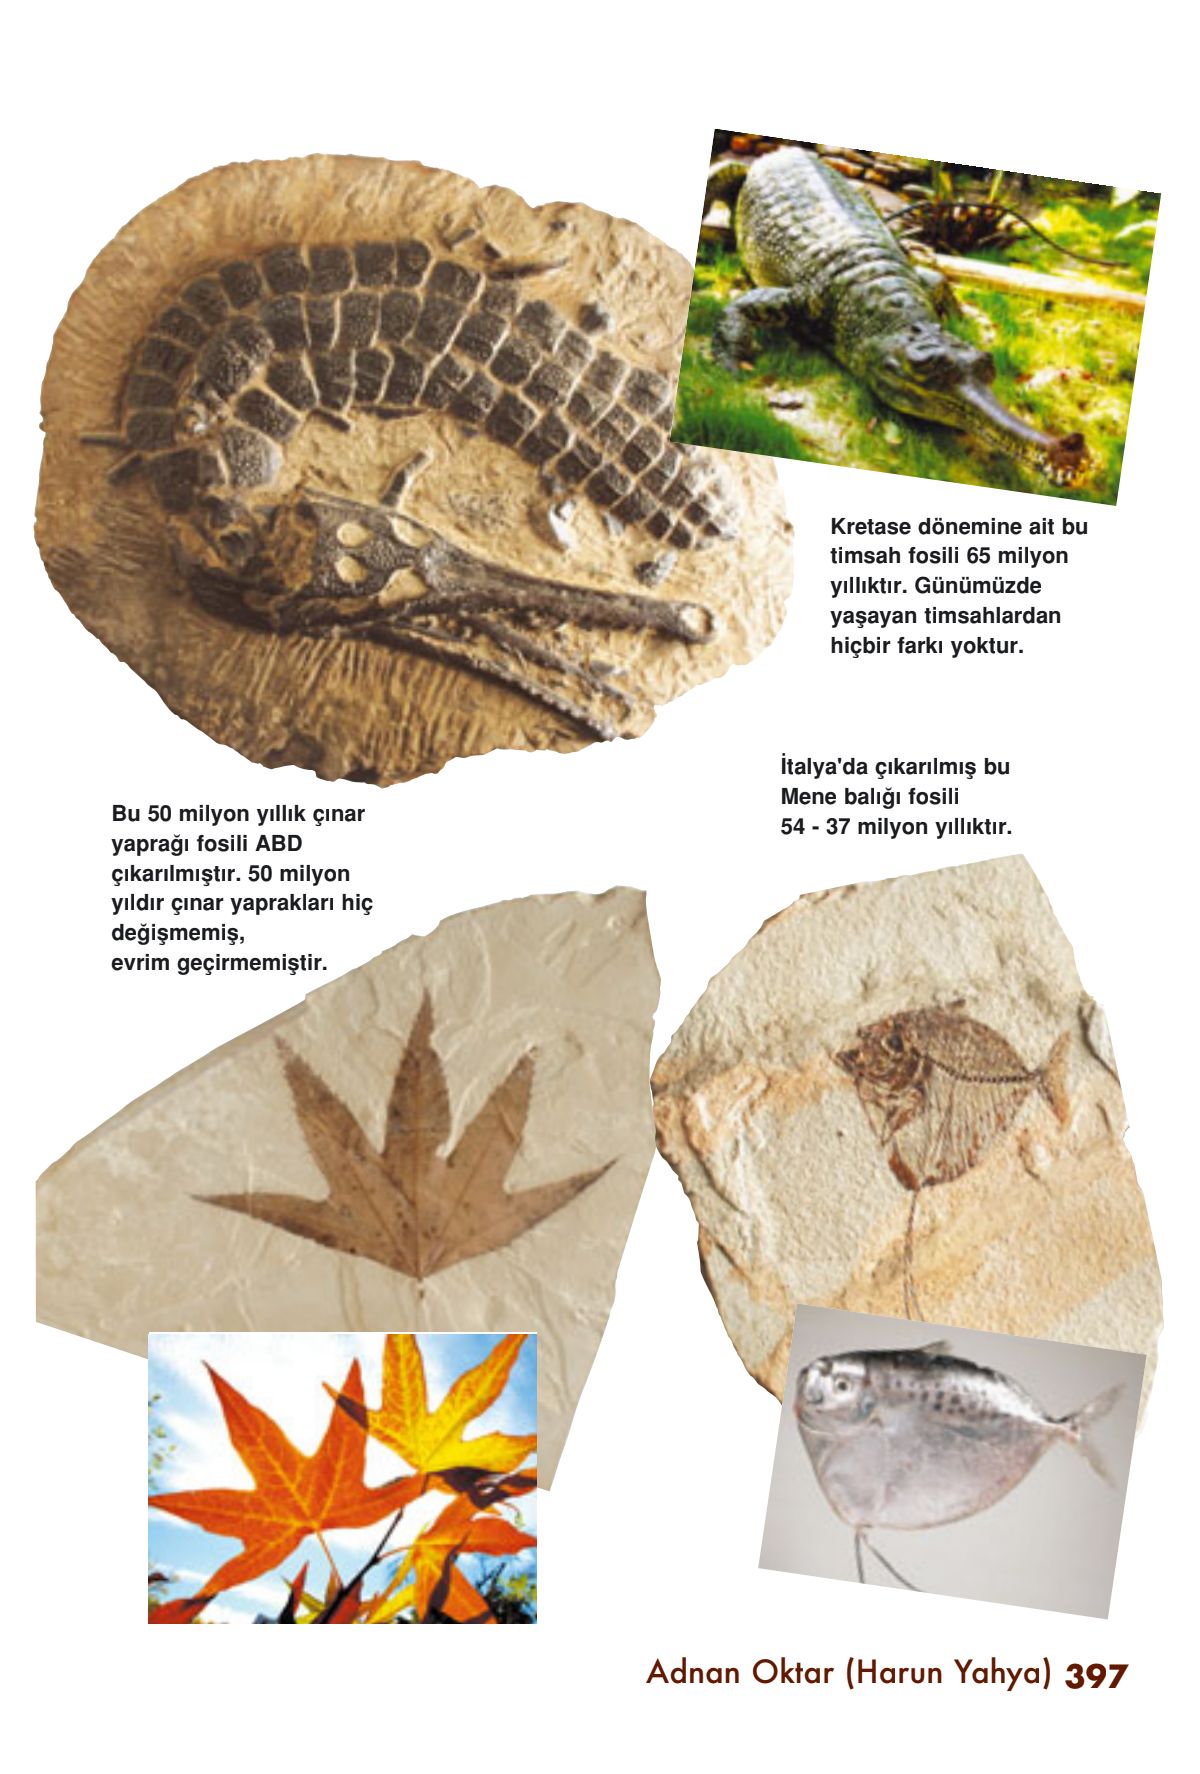 Kretase dönemine ait bu
timsah fosili 65 milyon
yıllıktır. Günümüzde
yaşayan timsahlardan
hiçbir farkı yoktur.
İtalya'da çıkarılmış bu
Mene balığı fosili
54 - 37 milyon yıllıktır.
Bu 50 milyon yıllık çınar
yaprağı fosili ABD
çıkarılmıştır. 50 milyon
yıldır çınar yaprakları hiç
değişmemiş,
evrim geçirmemiştir.
Adnan Oktar (Harun Yahya) 397